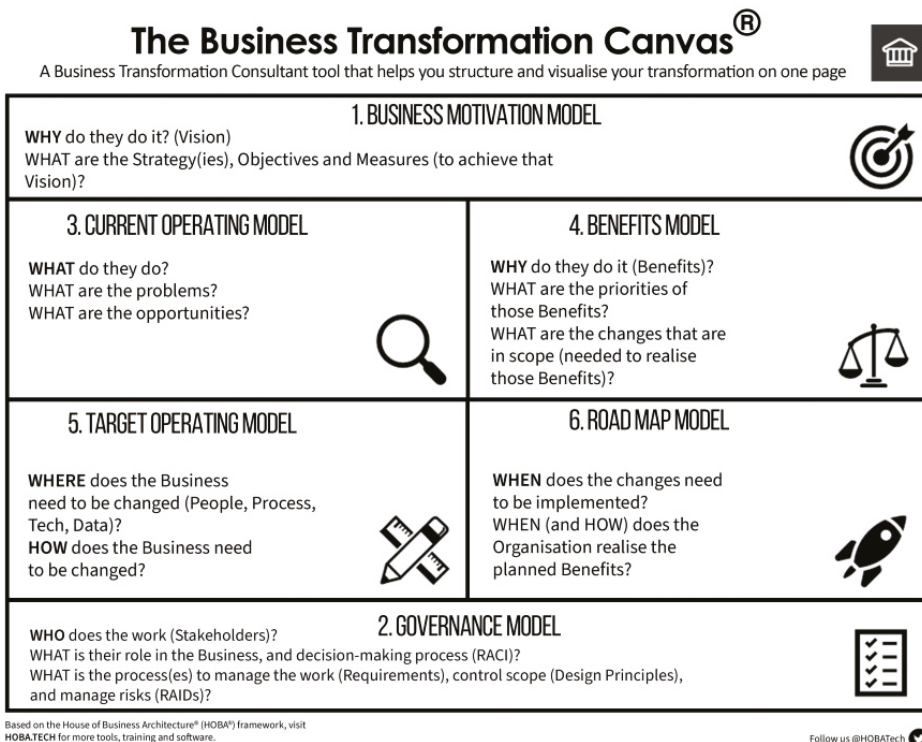 The Business Transformation Canvas®
A Business Transformation Consultant tool that helps you structure and visualise your transformation on one page
1. BUSINESS MOTIVATION MODEL
WHY do they do it? (Vision)
WHAT are the Strategy(ies), Objectives and Measures (to achieve that
Vision)?
3. CURRENT OPERATING MODEL
WHAT do they do?
WHAT are the problems?
WHAT are the opportunities?
4. BENEFITS MODEL
WHY do they do it (Benefits)?
WHAT are the priorities of
those Benefits?
WHAT are the changes that are
in scope (needed to realise
those Benefits)?
5. TARGET OPERATING MODEL
WHERE does the Business
need to be changed (People, Process,
Tech, Data)?
HOW does the Business need
to be changed?
6. ROAD MAP MODEL
WHEN does the changes need
to be implemented?
WHEN (and HOW) does the
Organisation realise the
planned Benefits?
2. GOVERNANCE MODEL
WHO does the work (Stakeholders)?
WHAT is their role in the Business, and decision-making process (RACI)?
WHAT is the process(es) to manage the work (Requirements), control scope (Design Principles),
and manage risks (RAIDs)?
Based on the House of Business Architecture® (HOBA®) framework, visit
HOBA.TECH for more tools, training and software.
Follow us @HOBATech